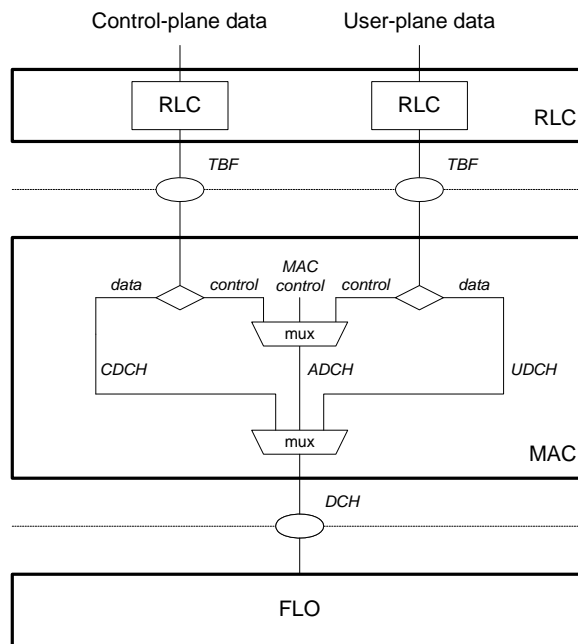 Control-plane data
User-plane data
RLC
RLC
RLC
TBF
TBF
data
control
MAC
control
control
data
mux
CDCH
ADCH
UDCH
mux
MAC
DCH
FLO